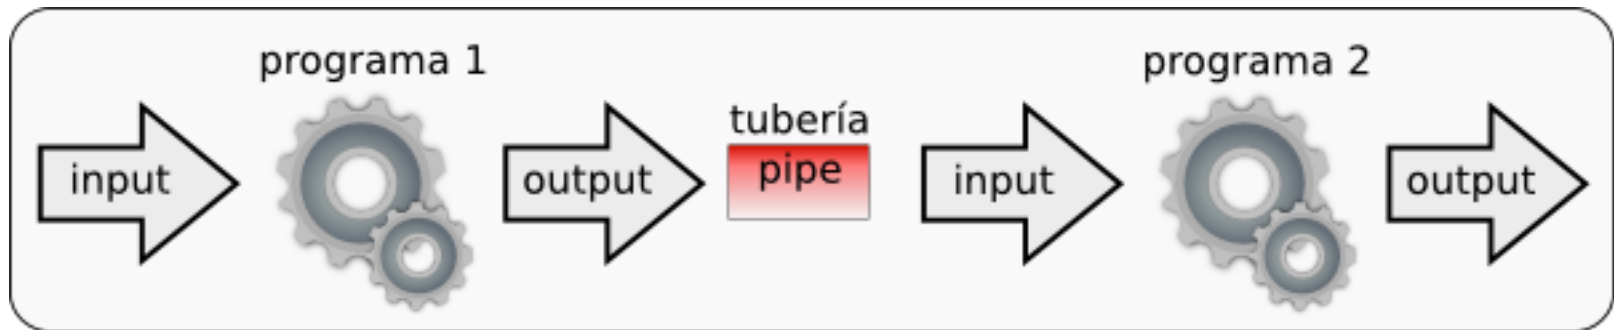 programa 1
input
output
tubería
pipe
input
programa 2
output